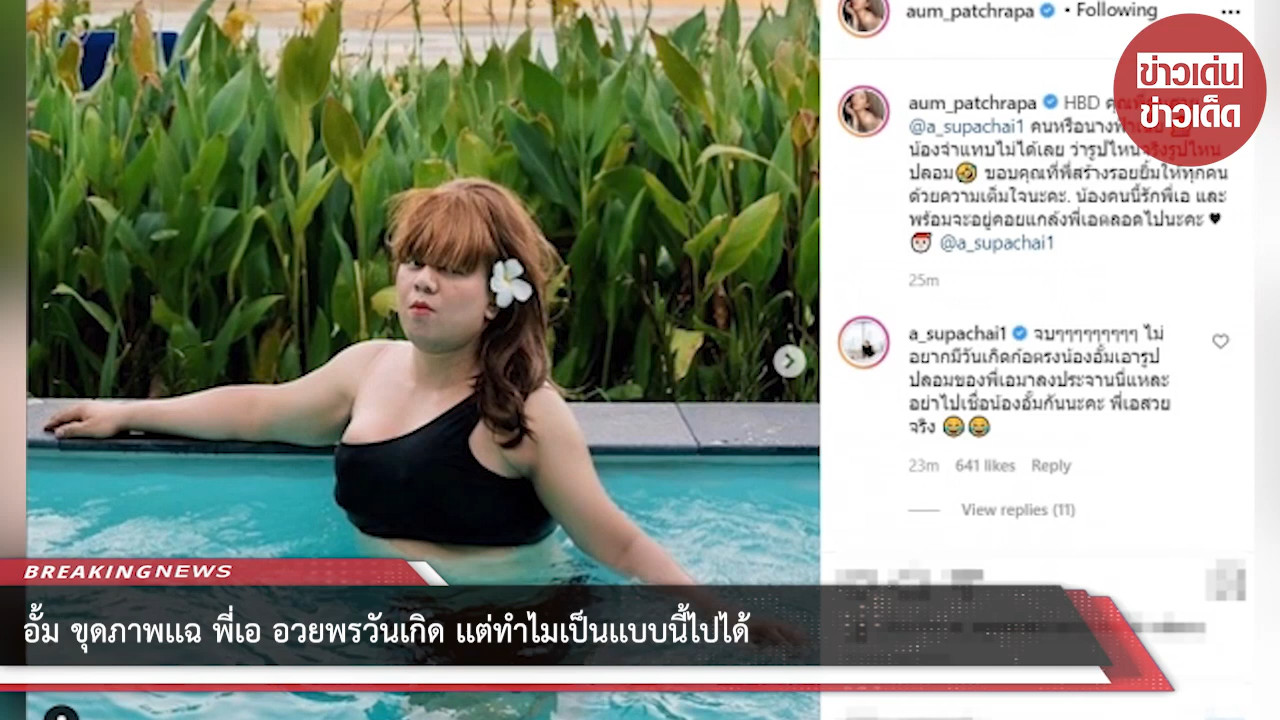 aum_patchrapa • Following
ข่าวเด่น
ข่าวเด็ด
aum_patchrapa HBD
@a_supachai1 คนหรือนางฟ้า
น้องจำแทบไม่ได้เลย ว่ารูปไหนจริงรูปไหน
ปลอม🤣 ขอบคุณที่พี่สร้างรอยยิ้มให้ทุกคน
ด้วยความเต็มใจนะคะ. น้องคนนี้รักพี่เอ และ
พร้อมจะอยู่คอยแกล้งพี่เอตลอดไปนะคะ ♥
🎅 @a_supachai1
25m
a_supachai1 จบๆๆๆๆๆๆๆๆๆ ไม่
อยากมีวันเกิดก้อตรงน้องอั้มเอารูป
ปลอมของพี่เอมาลงประจานนี่แหละ
อย่าไปเชื่อน้องอั้มกันนะคะ พี่เอสวย
จริง 😂😂
23m 641 likes Reply
View replies (11)
BREAKINGNEWS
อั้ม ขุดภาพแฉ พี่เอ อวยพรวันเกิด แต่ทำไมเป็นแบบนี้ไปได้